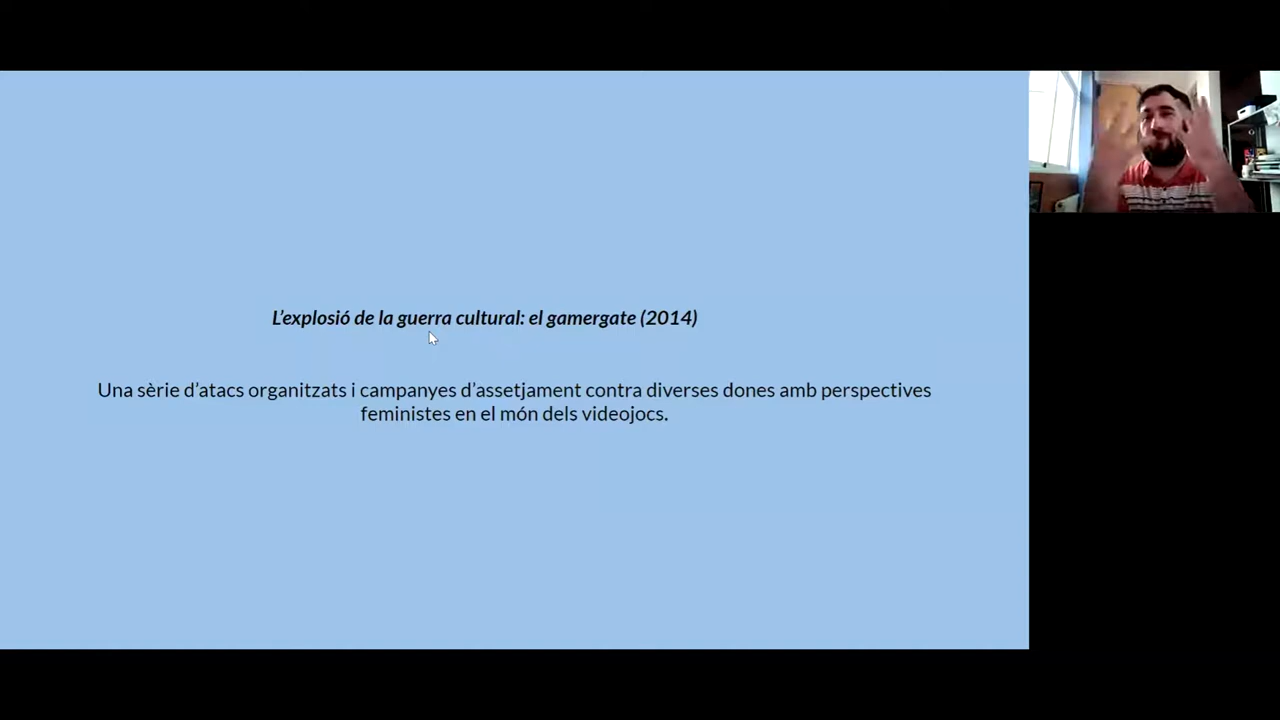 L'explosió de la guerra cultural: el gamergate (2014)
Una sèrie d'atacs organitzats i campanyes d'assetjament contra diverses dones amb perspectives
feministes en el món dels videojocs.